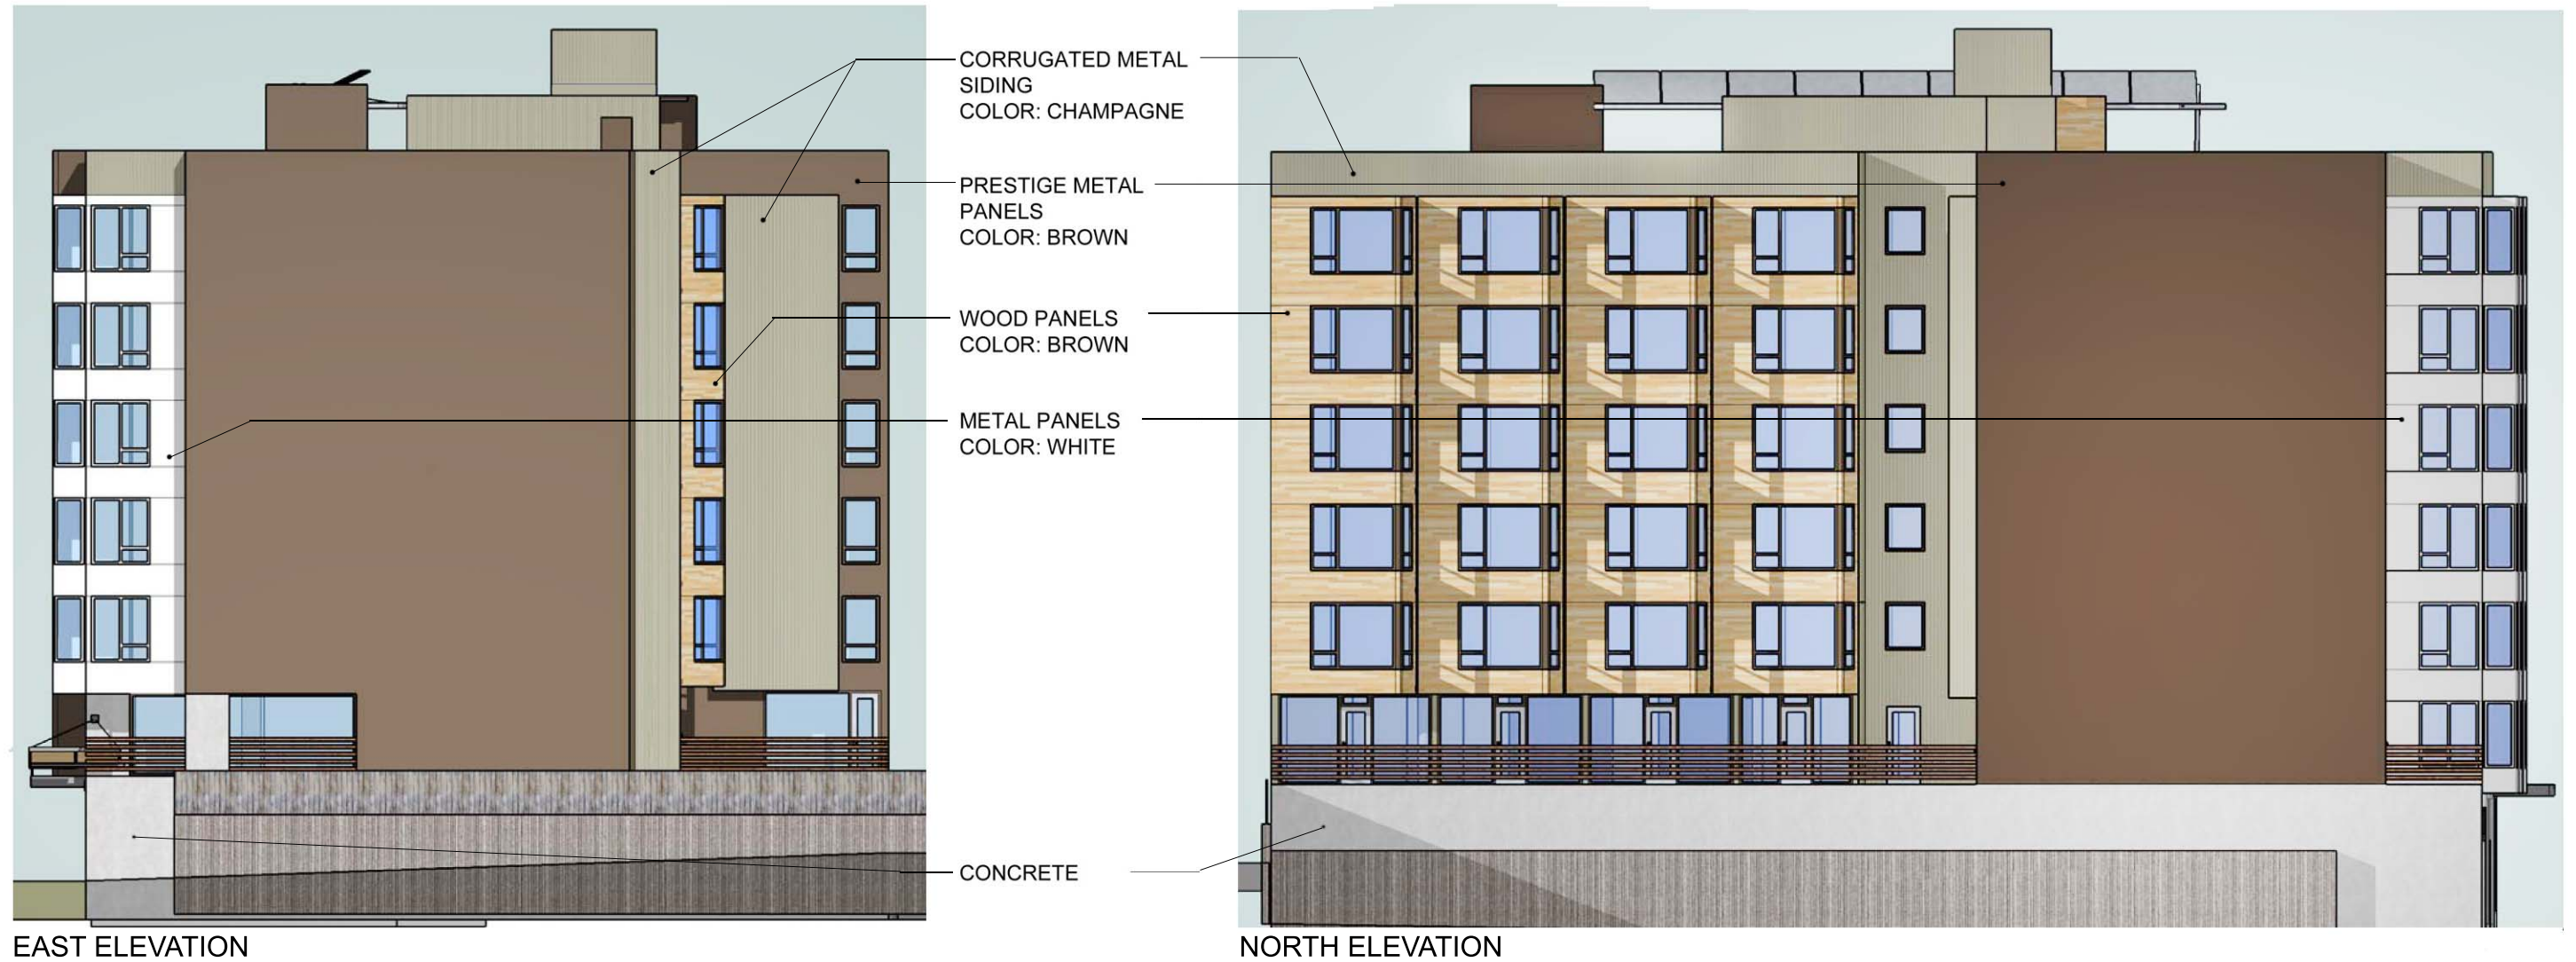 CORRUGATED METAL
SIDING
COLOR: CHAMPAGNE
PRESTIGE METAL
PANELS
COLOR: BROWN
WOOD PANELS
COLOR: BROWN
METAL PANELS
COLOR: WHITE
CONCRETE
EAST ELEVATION
NORTH ELEVATION